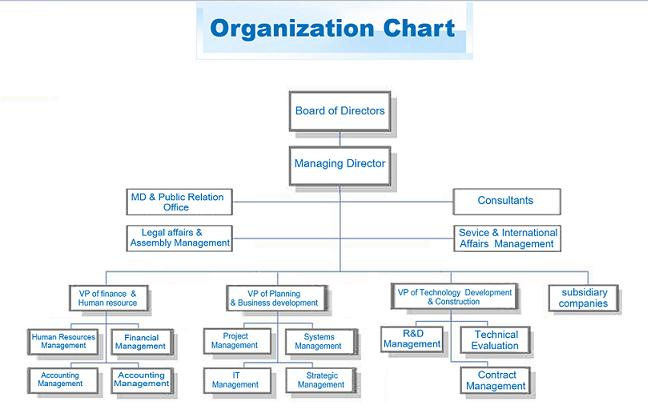 Organization Chart
Board of Directors
Managing Director
MD & Public Relation
Office
Consultants
Legal affairs &
Assembly Management
Sevice & International
Affairs Management
VP of finance &
Human resource
VP of Planning
& Business development
VP of Technology Development
& Construction
subsidiary
companies
Human Resources
Management
Financial
Management
Project
Management
Systems
Management
R&D
Management
Technical
Evaluation
Accounting
Management
Accounting
Management
IT
Management
Strategic
Management
Contract
Management